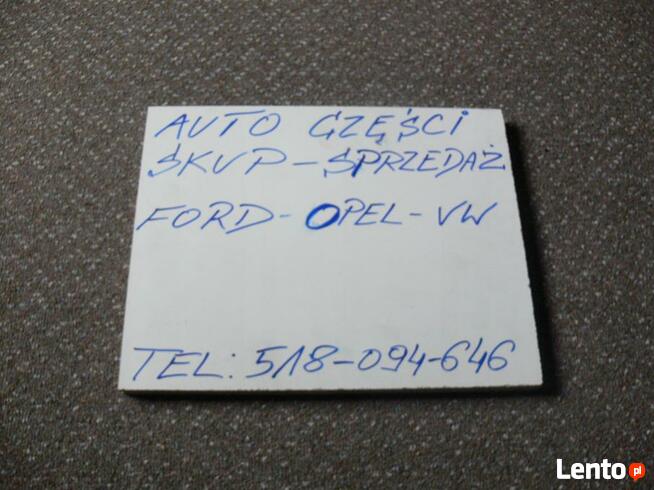 AUTO CZĘŚCI
SKUP-SPRZEDAŻ
FORD-OPEL-VW
TEL: 518-094-646
Lento.pl